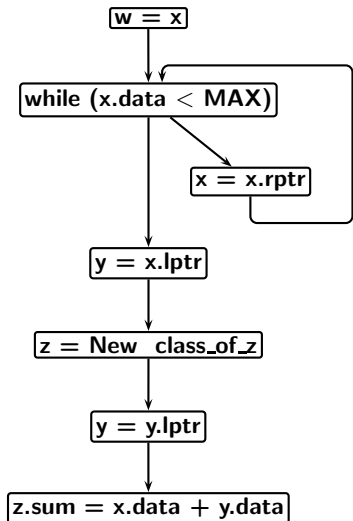 w = x
while (x.data < MAX)
x = x.rptr
y = x.lptr
z = New class_of_z
y = y.lptr
z.sum = x.data + y.data